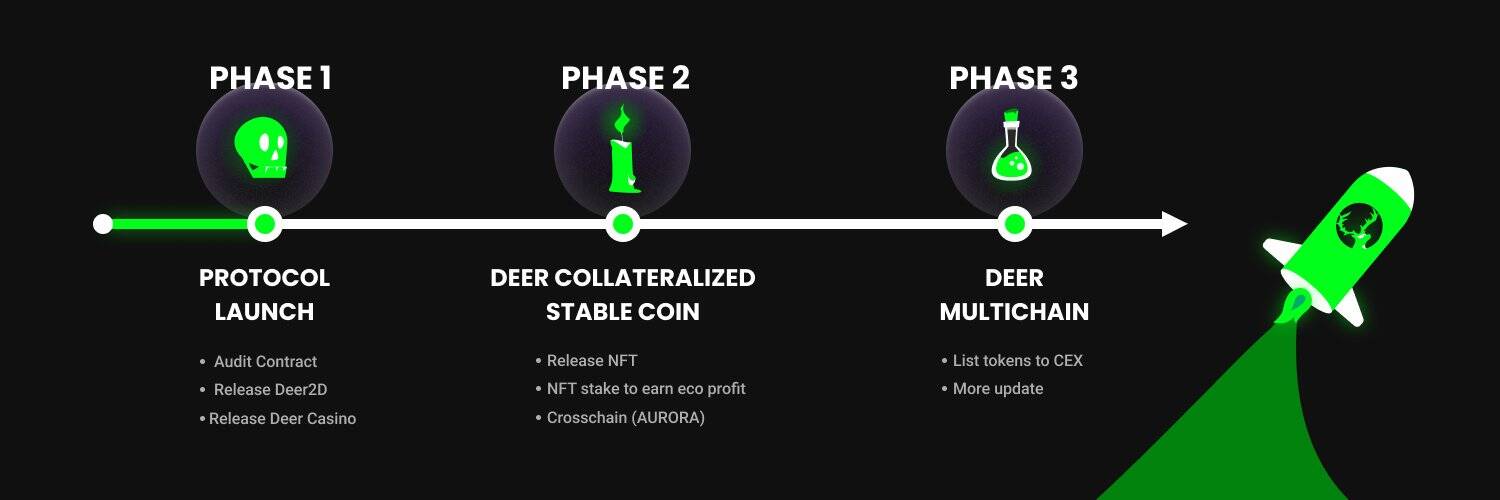 PHASE 1
PROTOCOL
LAUNCH
• Audit Contract
• Release Deer2D
• Release Deer Casino
PHASE 2
DEER COLLATERALIZED
STABLE COIN
• Release NFT
• NFT stake to earn eco profit
• Crosschain (AURORA)
PHASE 3
DEER
MULTICHAIN
• List tokens to CEX
• More update